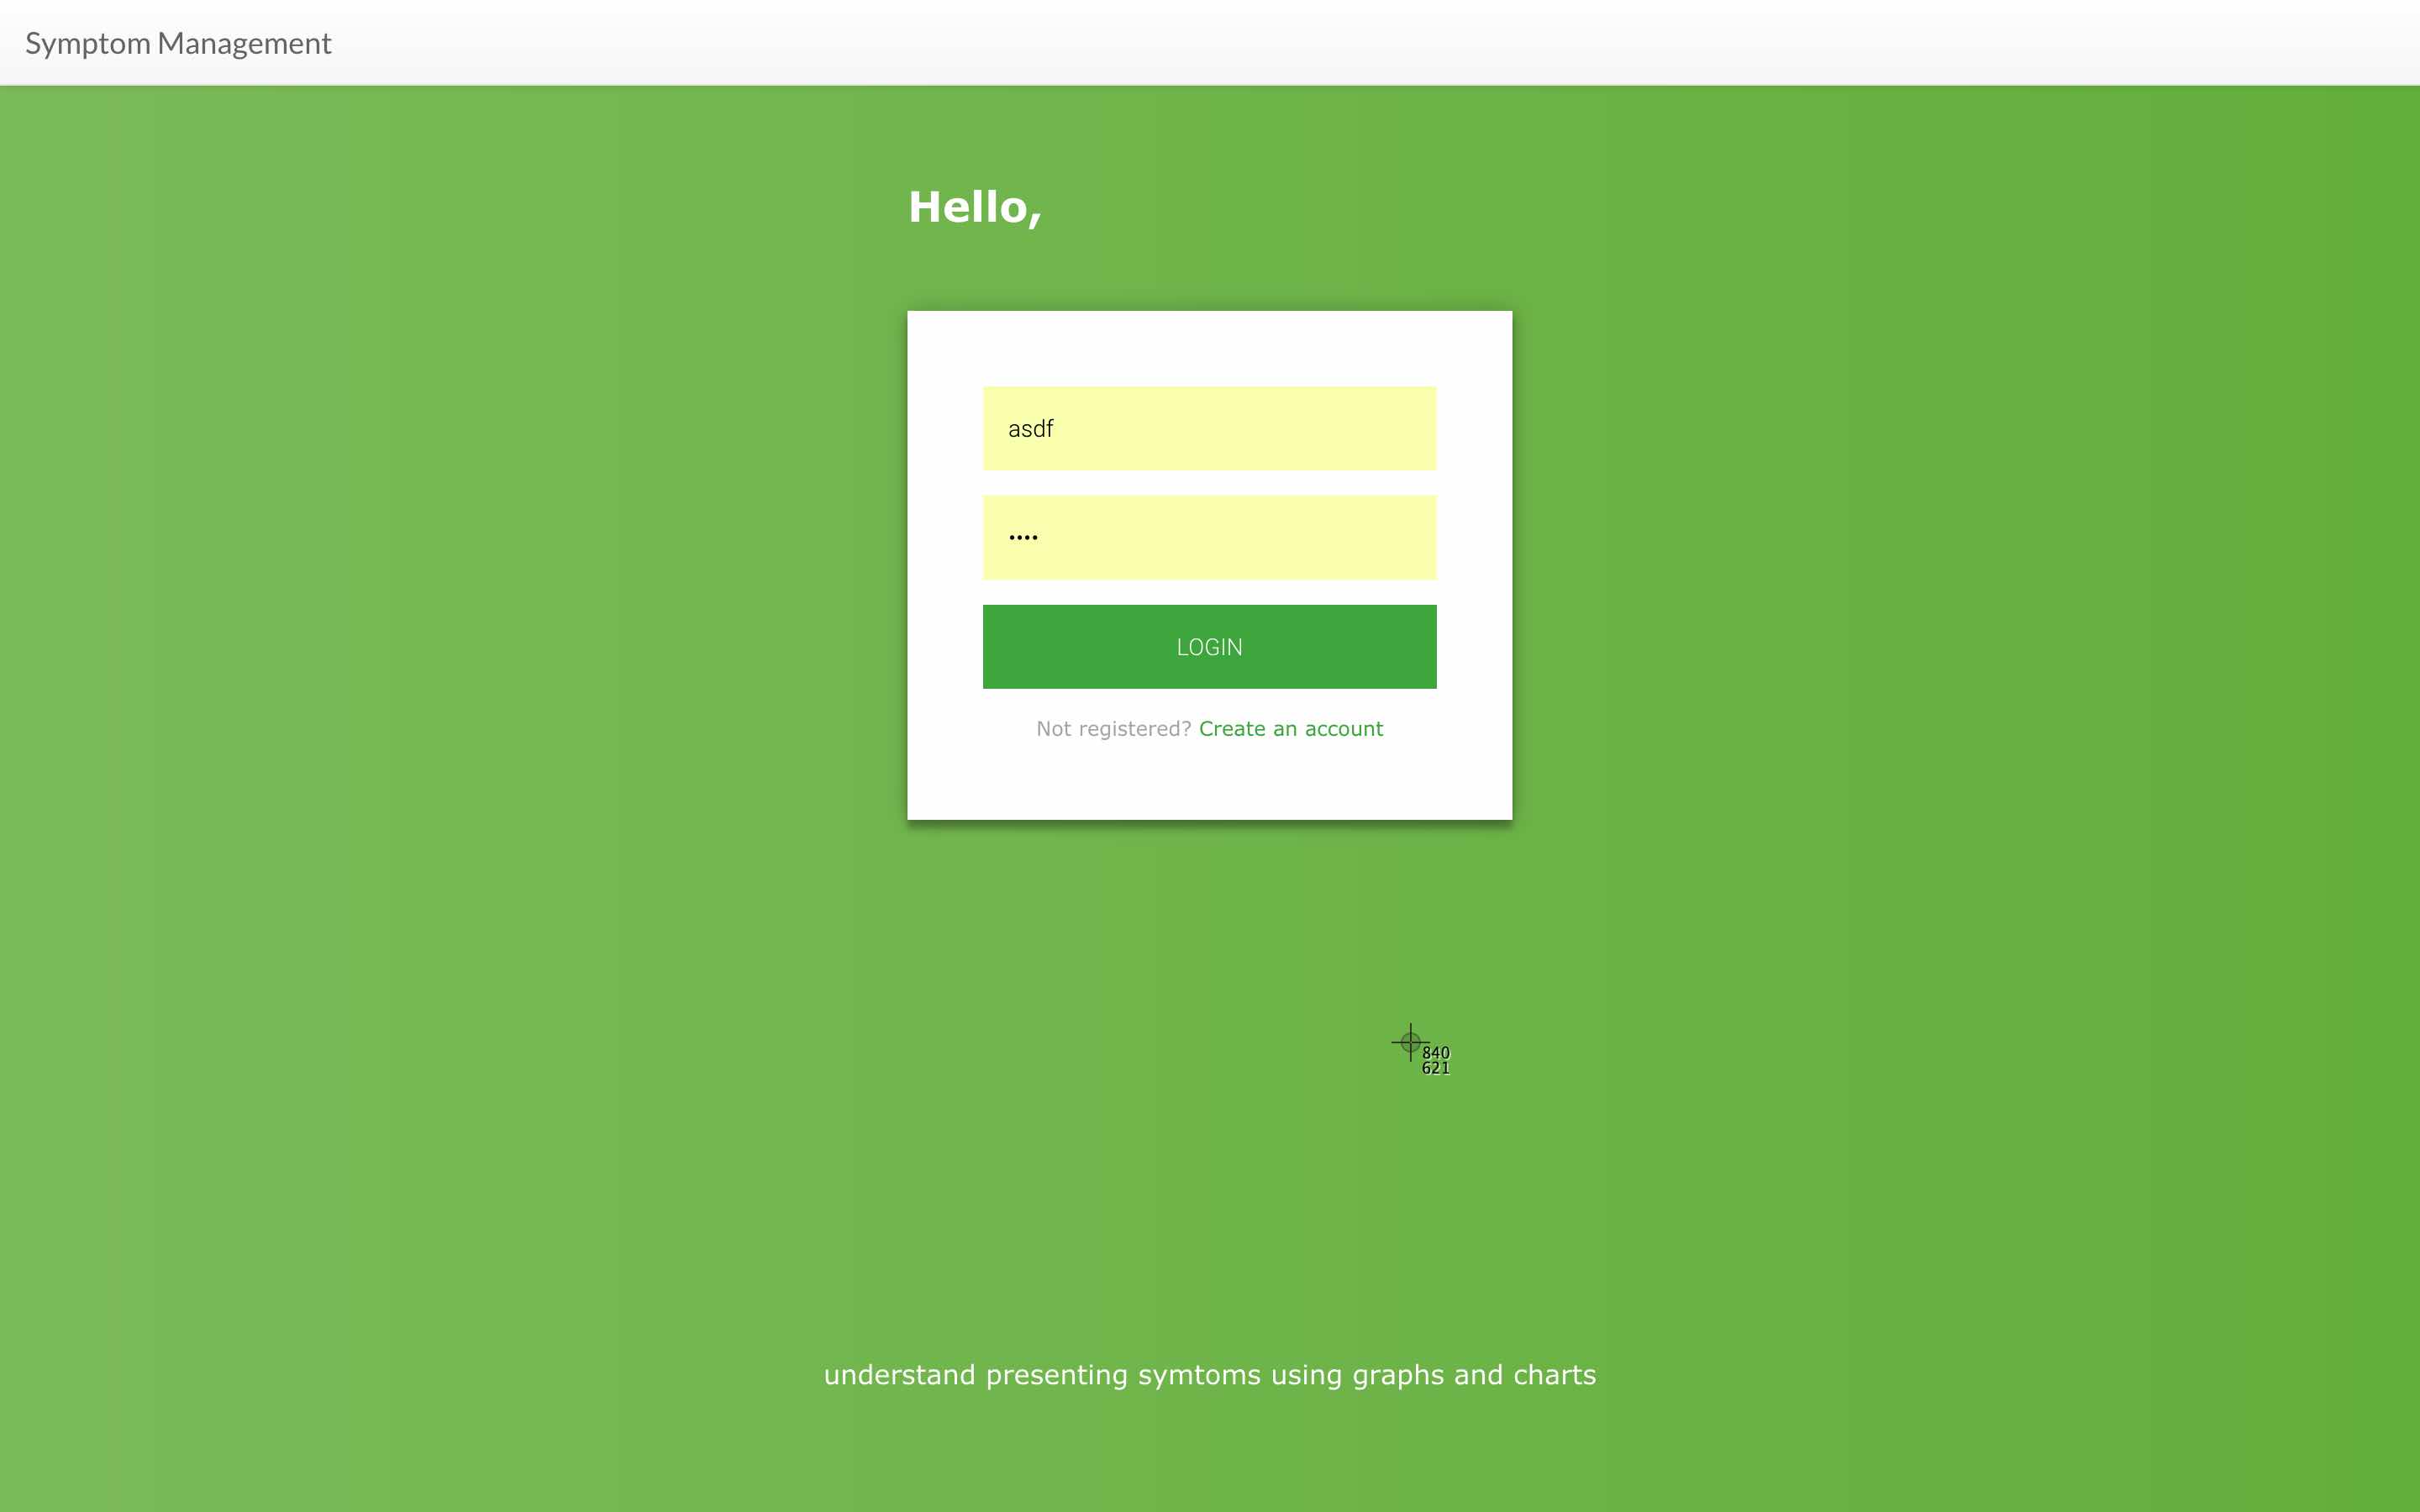 Symptom Management
Hello,
asdf
••••
LOGIN
Not registered? Create an account
840
621
understand presenting symtoms using graphs and charts